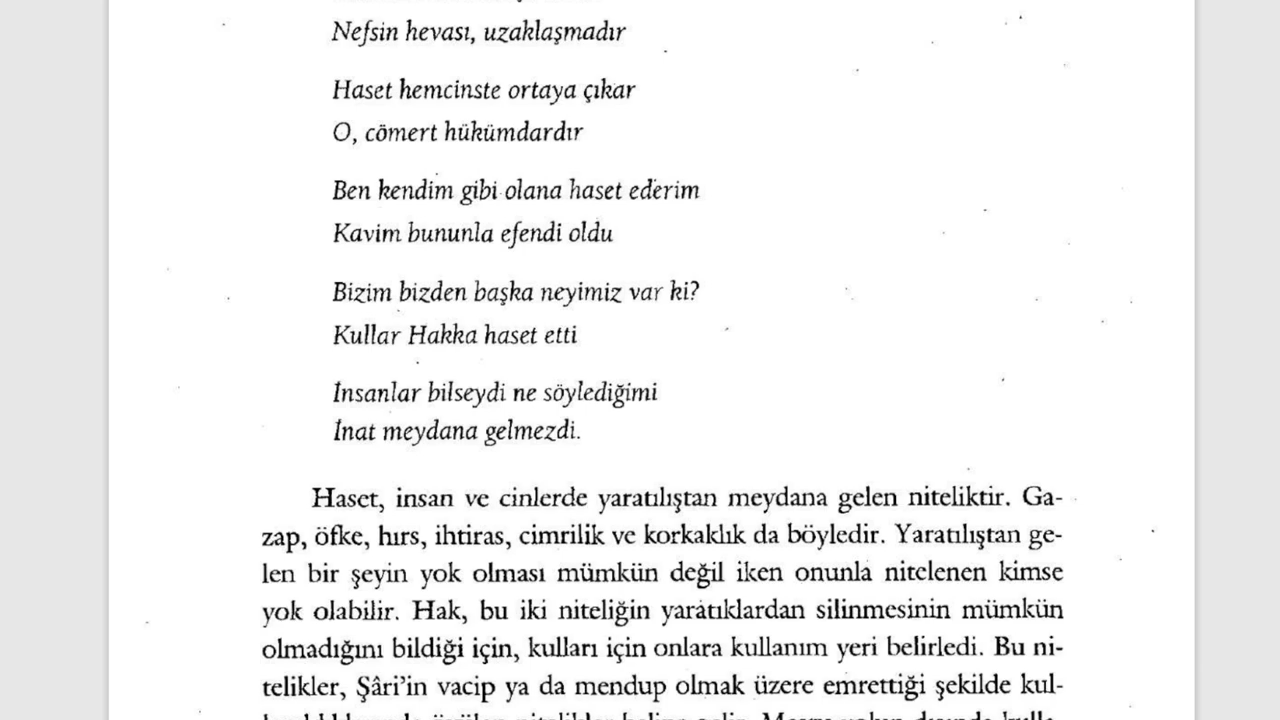 Nefsin hevası, uzaklaşmadır
Haset hemcinste ortaya çıkar
O, cömert hükümdardır
Ben kendim gibi olana haset ederim
Kavim bununla efendi oldu
Bizim bizden başka neyimiz var ki?
Kullar Hakka haset etti
İnsanlar bilseydi ne söylediğimi
İnat meydana gelmezdi.
Haset, insan ve cinlerde yaratılıştan meydana gelen niteliktir. Ga-
zap, öfke, hırs, ihtiras, cimrilik ve korkaklık da böyledir. Yaratılıştan ge-
len bir şeyin yok olması mümkün değil iken onunla nitelenen kimse
yok olabilir. Hak, bu iki niteliğin yaratıklardan silinmesinin mümkün
olmadığını bildiği için, kulları için onlara kullanım yeri belirledi. Bu ni-
telikler, Şâri'in vacip ya da mendup olmak üzere emrettiği şekilde kul-